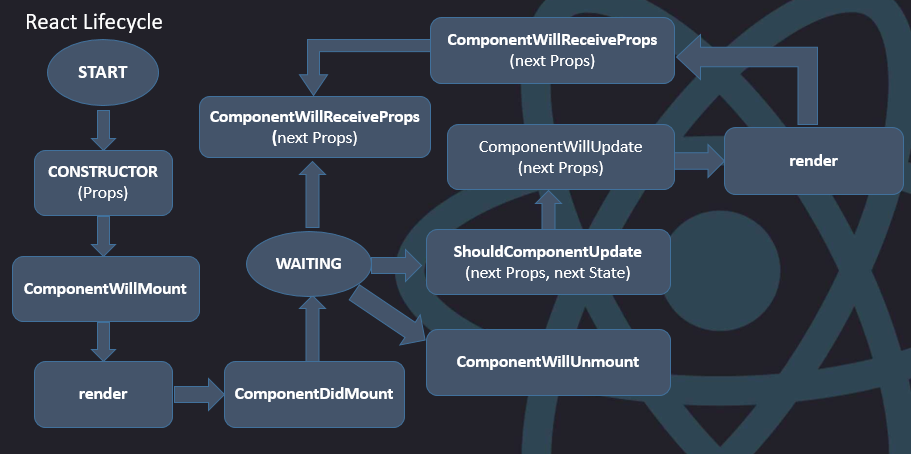 React Lifecycle
START
CONSTRUCTOR
(Props)
ComponentWillMount
render
ComponentDidMount
WAITING
ComponentWillReceiveProps
(next Props)
ShouldComponentUpdate
(next Props, next State)
ComponentWillUpdate
(next Props)
render
ComponentWillReceiveProps
(next Props)
ComponentWillUnmount